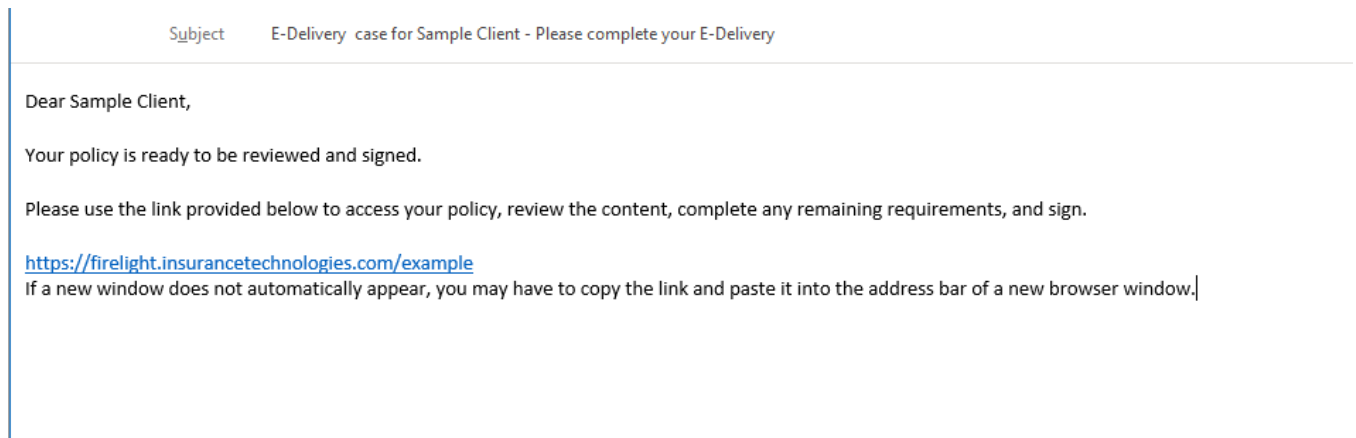 Subject E-Delivery  case for Sample Client - Please complete your E-Delivery
Dear Sample Client,
Your policy is ready to be reviewed and signed.
Please use the link provided below to access your policy, review the content, complete any remaining requirements, and sign.
https://firelight.insurancetechnologies.com/example
If a new window does not automatically appear, you may have to copy the link and paste it into the address bar of a new browser window.